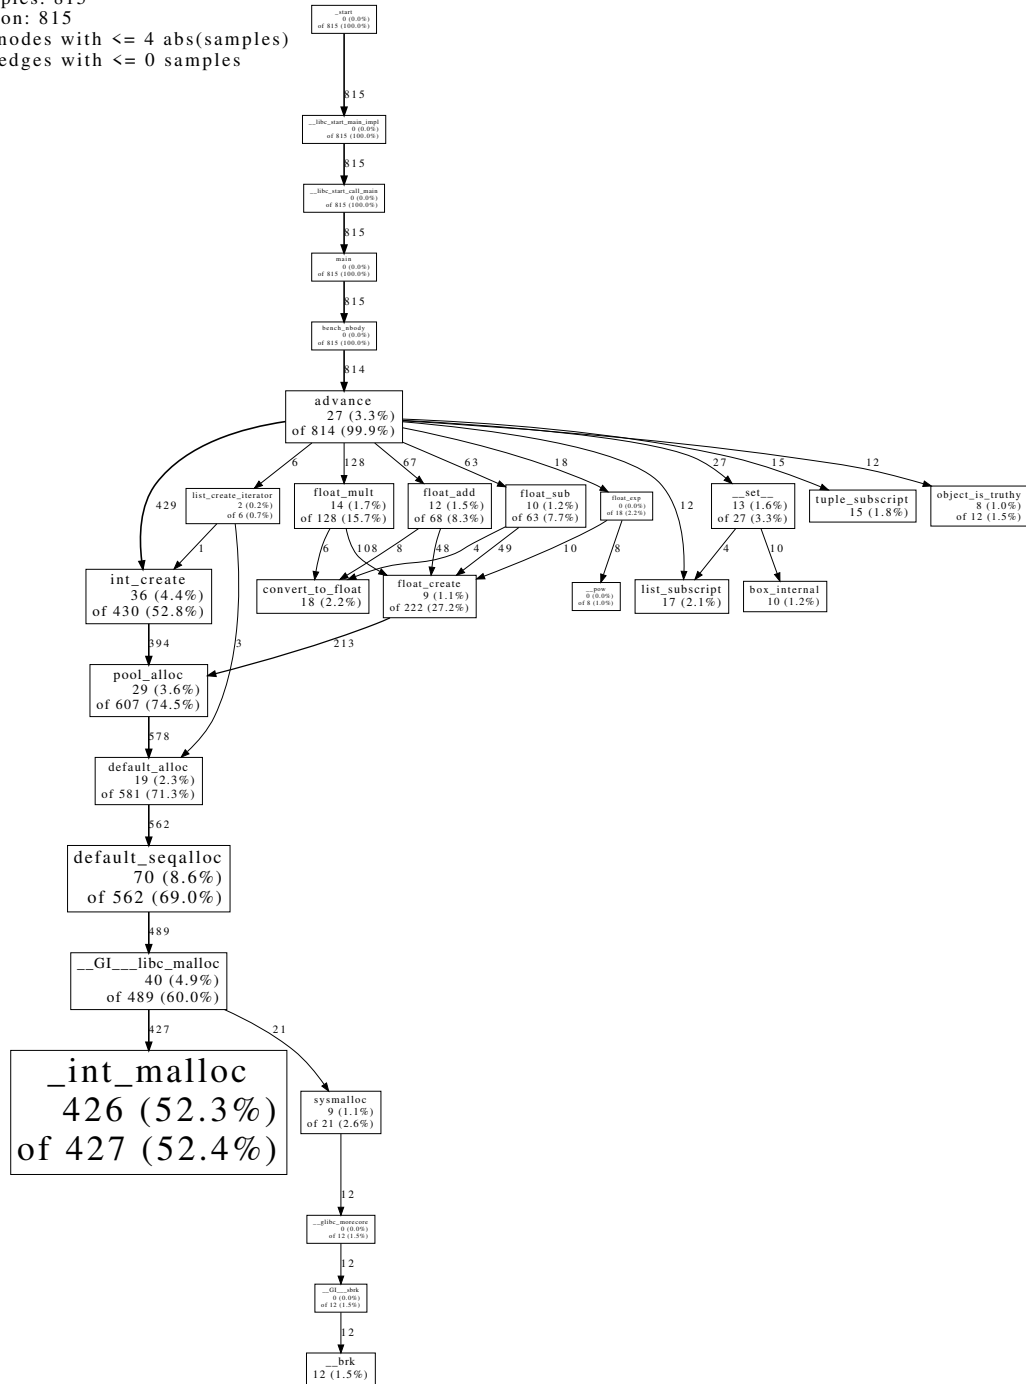 on: 815
nodes with <= 4 abs(samples)
edges with <= 0 samples
_start
0 (0.0%)
of 815 (100.0%)
815
__libc_start_main_impl
0 (0.0%)
of 815 (100.0%)
815
__libc_start_call_main
0 (0.0%)
of 815 (100.0%)
815
main
0 (0.0%)
of 815 (100.0%)
815
bench_nbody
0 (0.0%)
of 815 (100.0%)
814
advance
27 (3.3%)
of 814 (99.9%)
429
6
128
67
63
18
12
27
15
12
list_create_iterator
2 (0.2%)
of 6 (0.7%)
float_mult
14 (1.7%)
of 128 (15.7%)
float_add
12 (1.5%)
of 68 (8.3%)
float_sub
10 (1.2%)
of 63 (7.7%)
float_exp
0 (0.0%)
of 18 (2.2%)
__set__
13 (1.6%)
of 27 (3.3%)
tuple_subscript
15 (1.8%)
object_is_truthy
8 (1.0%)
of 12 (1.5%)
1
3
6
108
8
48
4
49
10
8
4
10
int_create
36 (4.4%)
of 430 (52.8%)
convert_to_float
18 (2.2%)
float_create
9 (1.1%)
of 222 (27.2%)
__pow
0 (0.0%)
of 8 (1.0%)
list_subscript
17 (2.1%)
box_internal
10 (1.2%)
394
213
pool_alloc
29 (3.6%)
of 607 (74.5%)
578
default_alloc
19 (2.3%)
of 581 (71.3%)
562
default_seqalloc
70 (8.6%)
of 562 (69.0%)
489
__GI___libc_malloc
40 (4.9%)
of 489 (60.0%)
427
21
_int_malloc
426 (52.3%)
of 427 (52.4%)
sysmalloc
9 (1.1%)
of 21 (2.6%)
12
__glibc_morecore
0 (0.0%)
of 12 (1.5%)
12
__GI___sbrk
0 (0.0%)
of 12 (1.5%)
12
__brk
12 (1.5%)